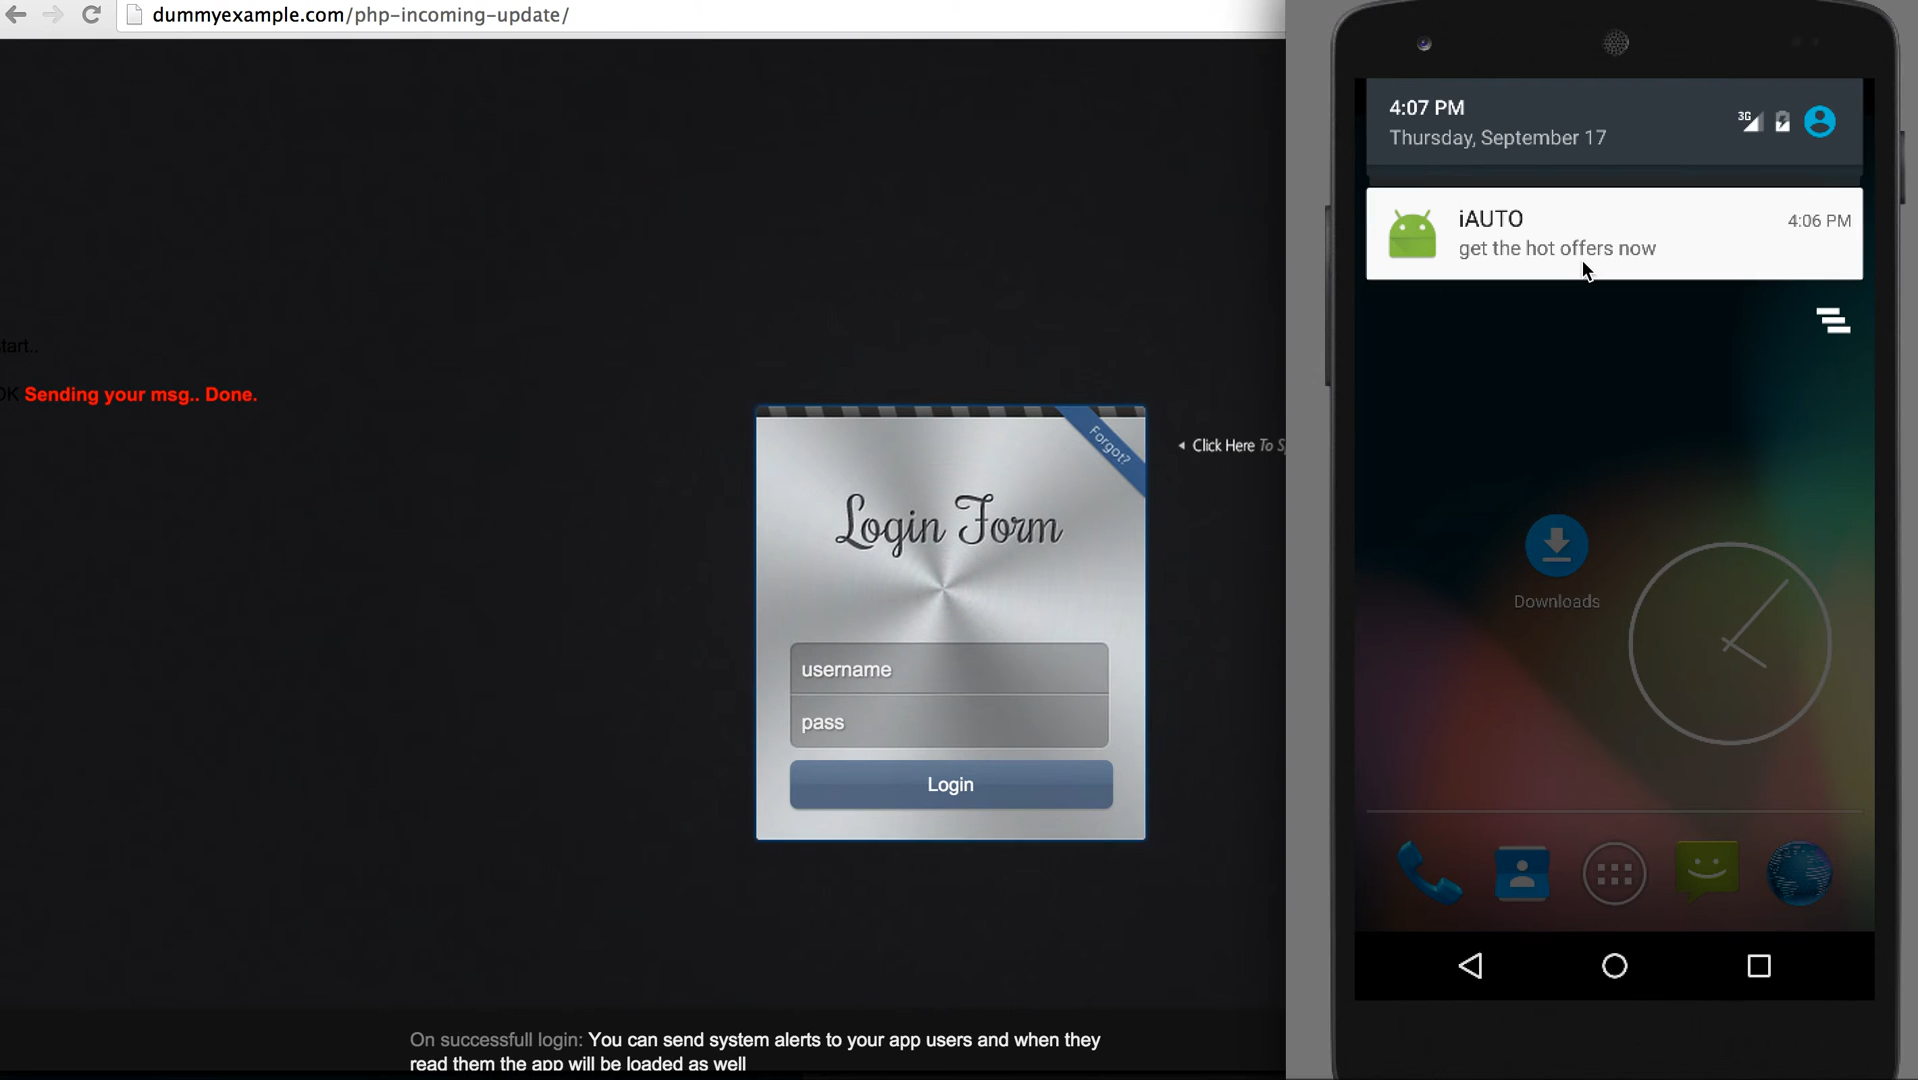 dummyexample.com/php-incoming-update/
tart..
OK Sending your msg.. Done.
Forgot?
Click Here To S
Login Form
username
pass
Login
On successfull login: You can send system alerts to your app users and when they
read them the app will be loaded as well
4:07 PM
Thursday, September 17
3G
iAUTO
4:06 PM
get the hot offers now
Downloads